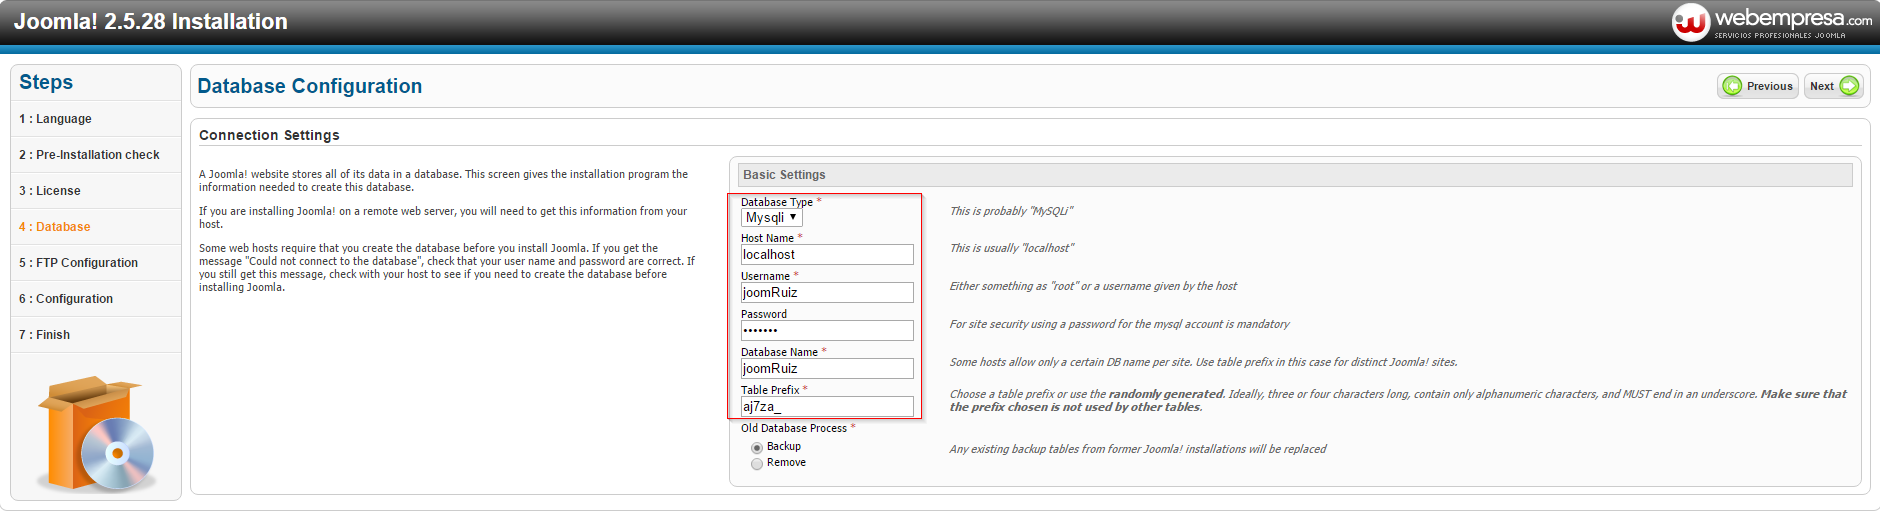 Joomla! 2.5.28 Installation
webempresa.com
SERVICIOS PROFESIONALES JOOMLA
Steps
1 : Language
2 : Pre-Installation check
3 : License
4 : Database
5 : FTP Configuration
6 : Configuration
7 : Finish
Database Configuration
Previous
Next
Connection Settings
A Joomla! website stores all of its data in a database. This screen gives the installation program the
information needed to create this database.
If you are installing Joomla! on a remote web server, you will need to get this information from your
host.
Some web hosts require that you create the database before you install Joomla. If you get the
message "Could not connect to the database", check that your user name and password are correct. If
you still get this message, check with your host to see if you need to create the database before
installing Joomla.
Basic Settings
Database Type *
Mysqli
This is probably "MySQLi"
Host Name *
localhost
This is usually "localhost"
Username *
joomRuiz
Either something as "root" or a username given by the host
Password
•••••••
For site security using a password for the mysql account is mandatory
Database Name *
joomRuiz
Some hosts allow only a certain DB name per site. Use table prefix in this case for distinct Joomla! sites.
Table Prefix *
aj7za_
Choose a table prefix or use the randomly generated. Ideally, three or four characters long, contain only alphanumeric characters, and MUST end in an underscore. Make sure that
the prefix chosen is not used by other tables.
Old Database Process *
Backup
Remove
Any existing backup tables from former Joomla! installations will be replaced